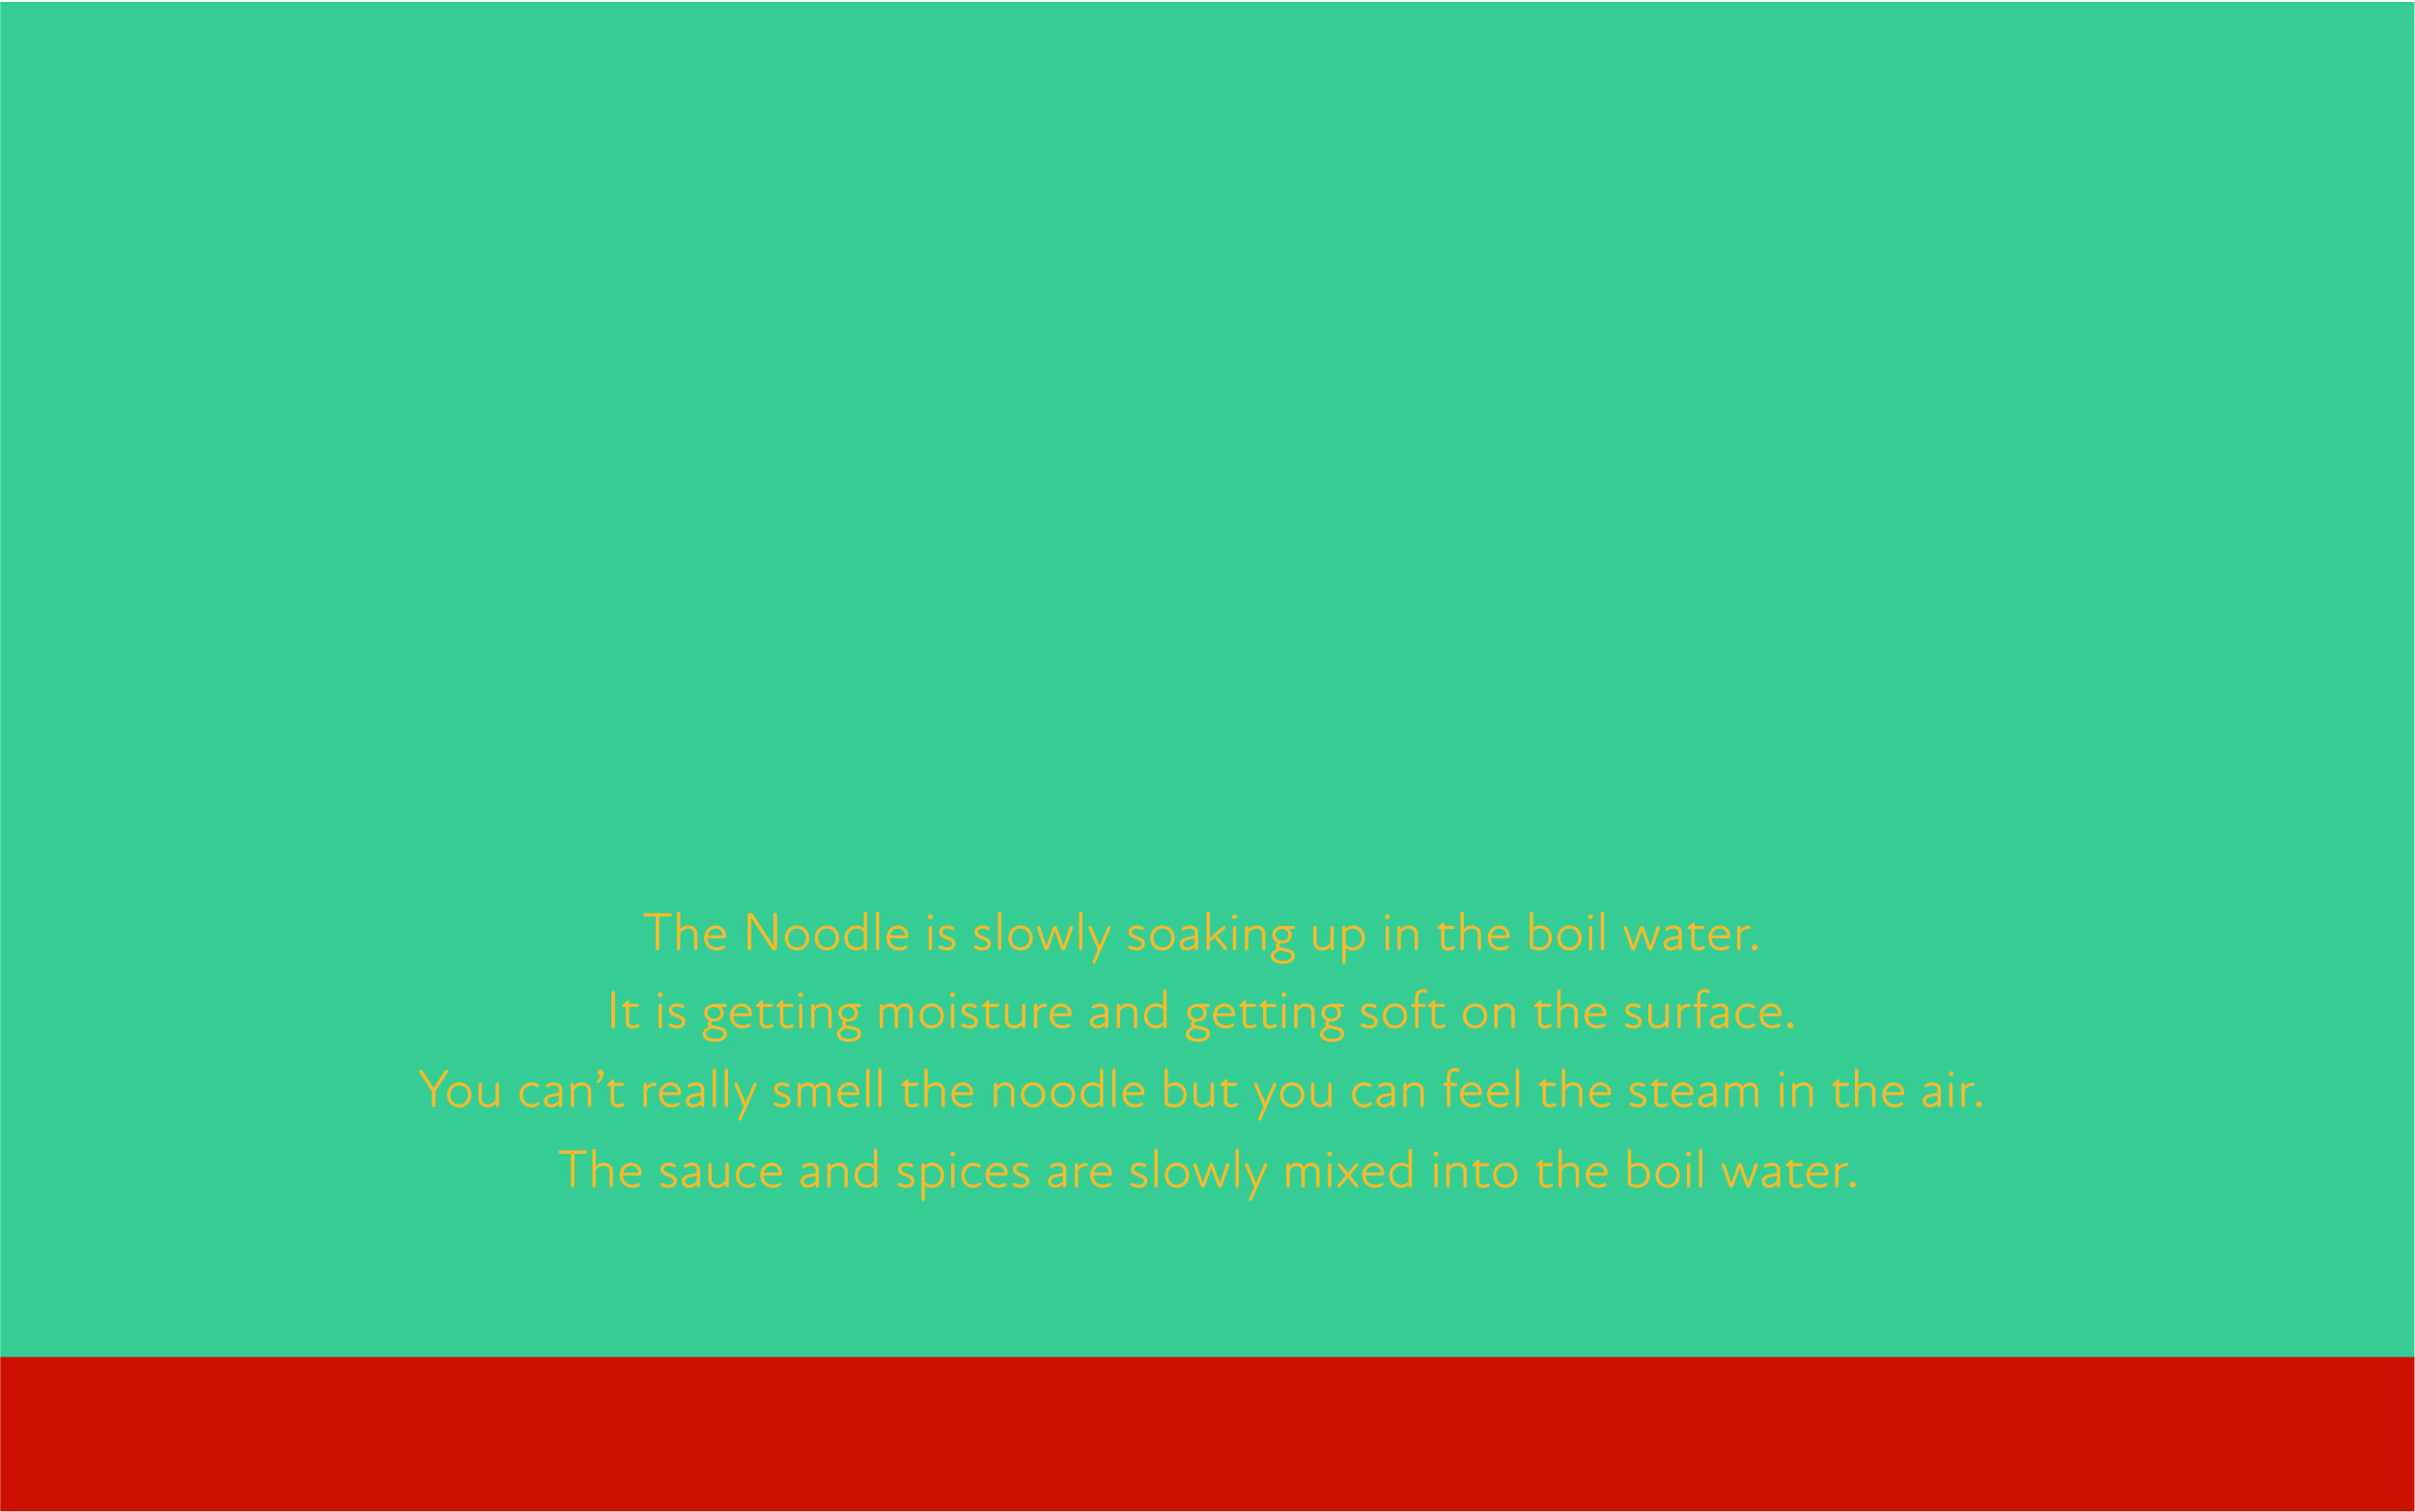 The Noodle is slowly soaking up in the boil water.
It is getting moisture and getting soft on the surface.
You can’t really smell the noodle but you can feel the steam in the air.
The sauce and spices are slowly mixed into the boil water.